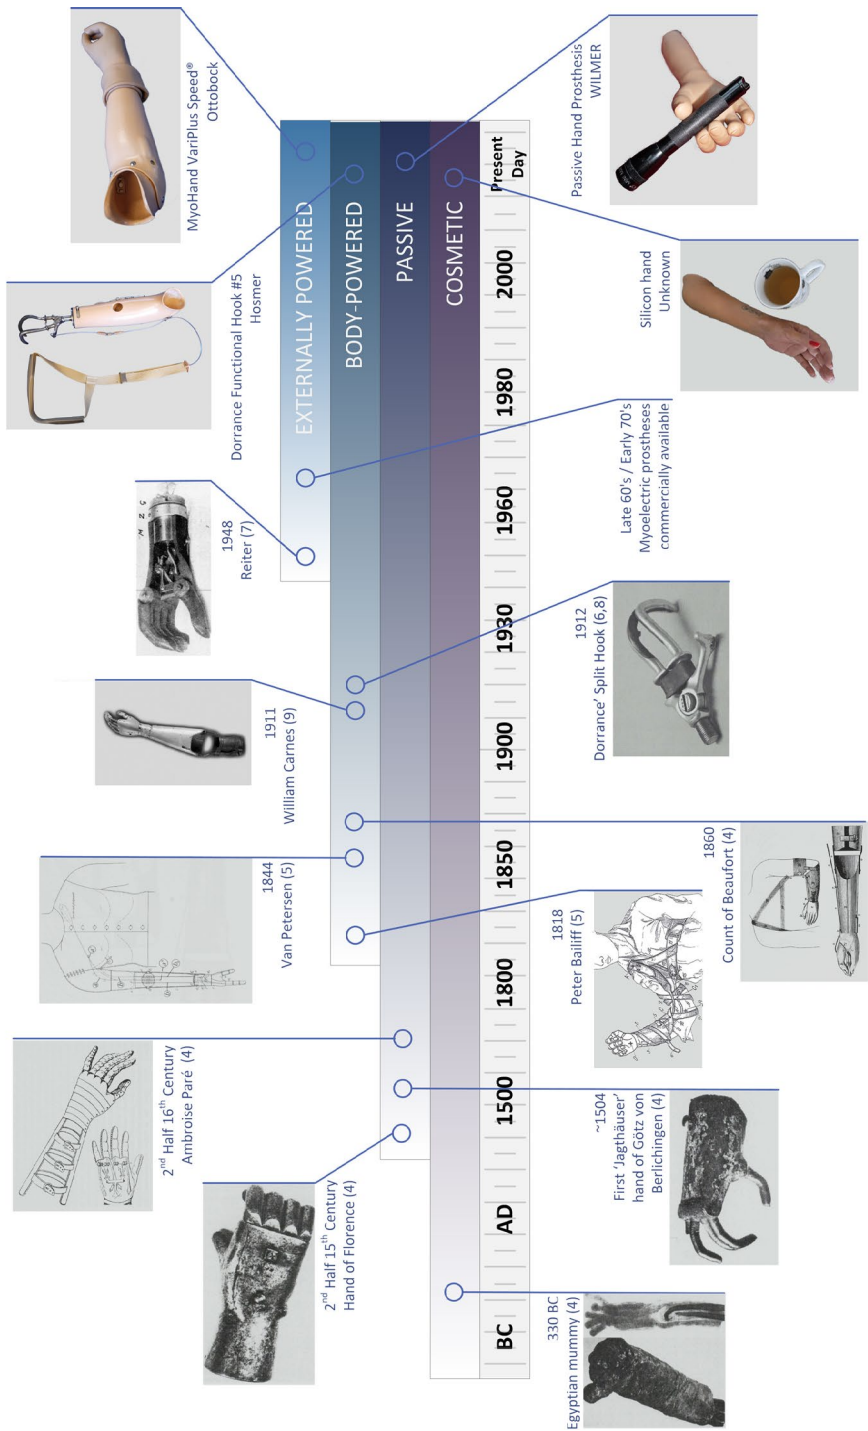 2nd Half 15th Century
Hand of Florence (4)
2nd Half 16th Century
Ambroise Paré (4)
1844
Van Petersen (5)
1911
William Carnes (9)
1948
Reiter (7)
Dorrance Functional Hook #5
Hosmer
MyoHand VariPlus Speed®
Ottobock
EXTERNALLY POWERED
BODY-POWERED
PASSIVE
COSMETIC
BC
AD
1500
1800
1850
1900
1930
1960
1980
2000
Present
Day
330 BC
Egyptian mummy (4)
~1504
First 'Jagthäuser'
hand of Götz von
Berlichingen (4)
1818
Peter Bailiff (5)
1860
Count of Beaufort (4)
1912
Dorrance' Split Hook (6,8)
Late 60's / Early 70's
Myoelectric prostheses
commercially available
Silicon hand
Unknown
Passive Hand Prosthesis
WILMER